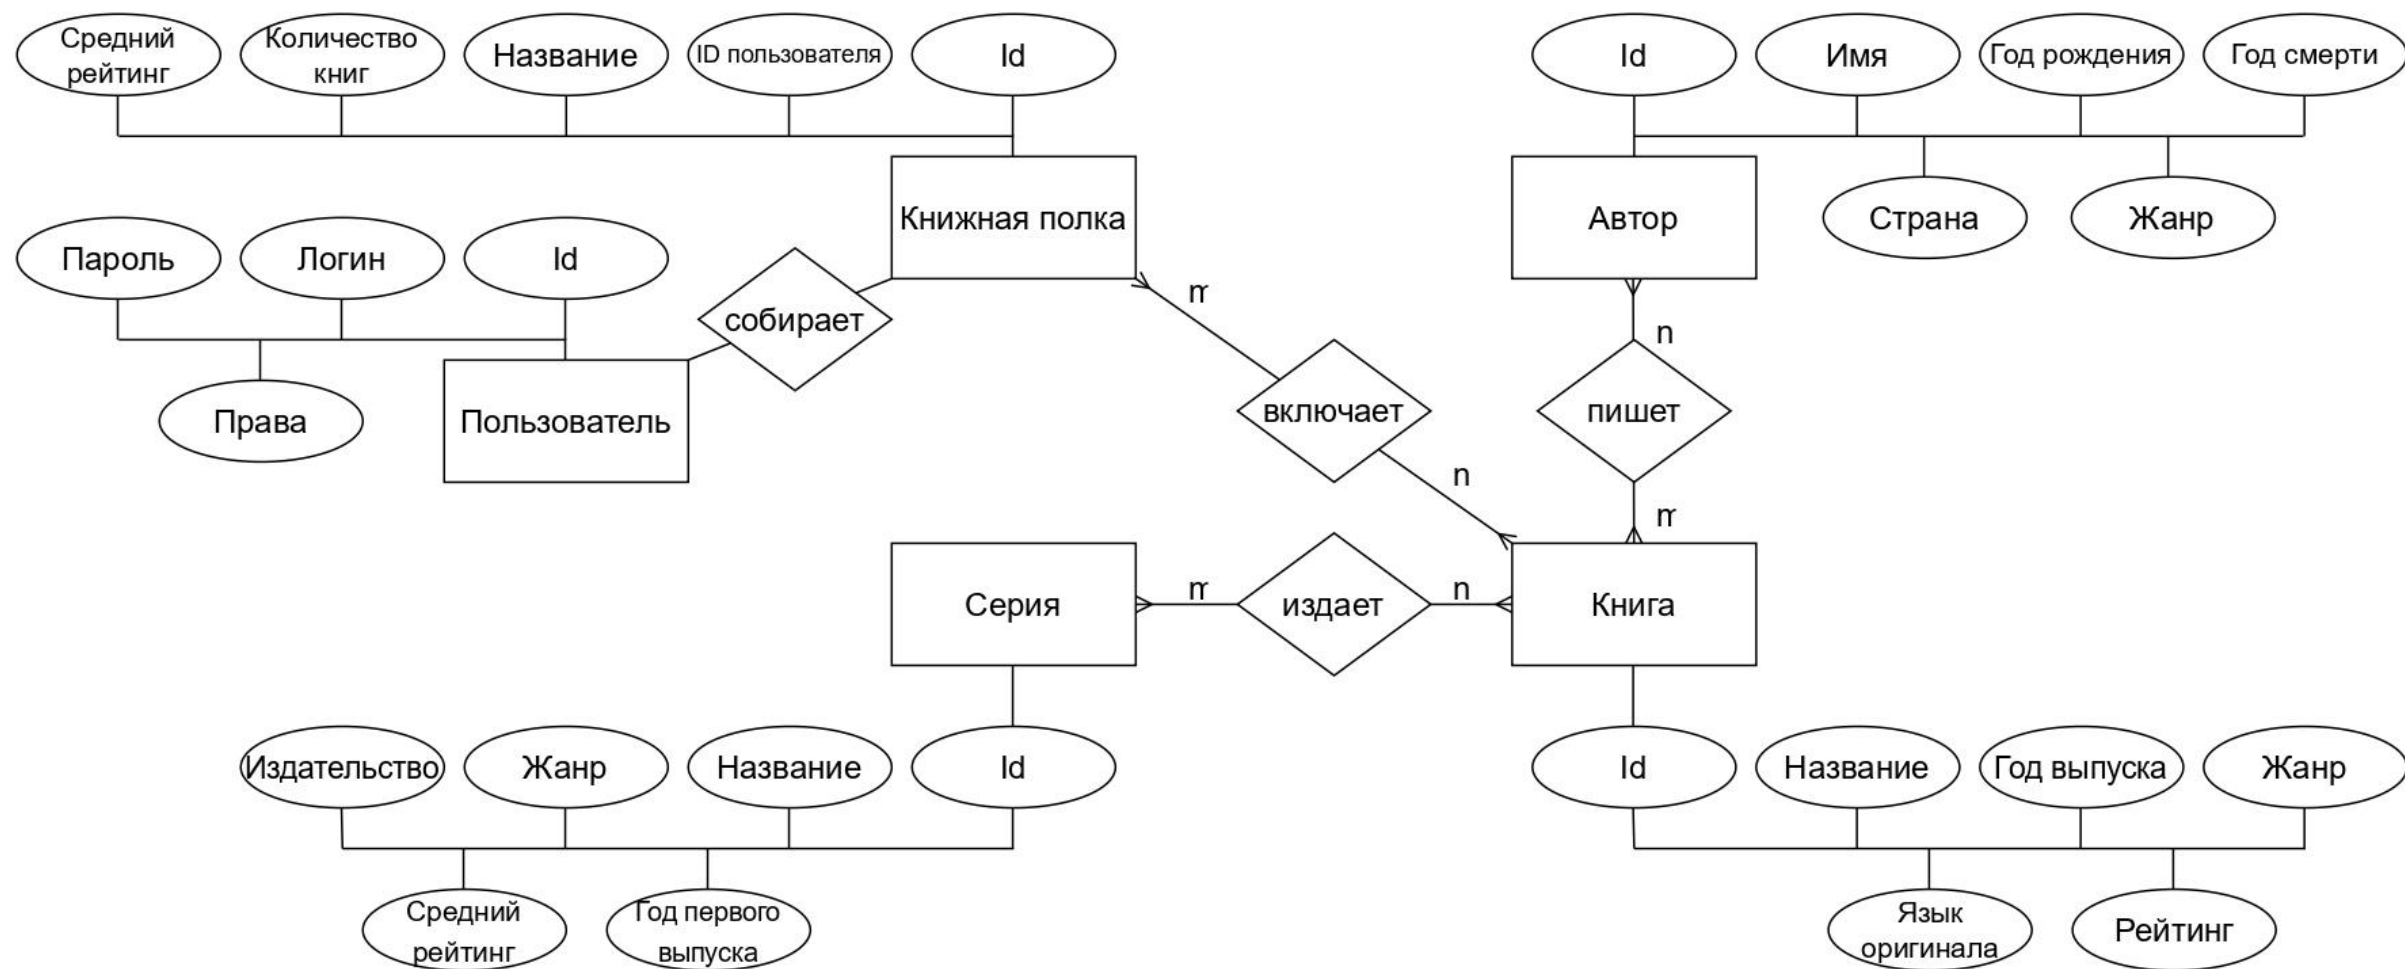 Средний
рейтинг
Количество
книг
Название
ID пользователя
Id
Id
Имя
Год рождения
Год смерти
Книжная полка
Автор
Страна
Жанр
Пароль
Логин
Id
собирает
m
n
Права
Пользователь
включает
пишет
n
m
Серия
m
издает
n
Книга
Издательство
Жанр
Название
Id
Id
Название
Год выпуска
Жанр
Средний
рейтинг
Год первого
выпуска
Язык
оригинала
Рейтинг